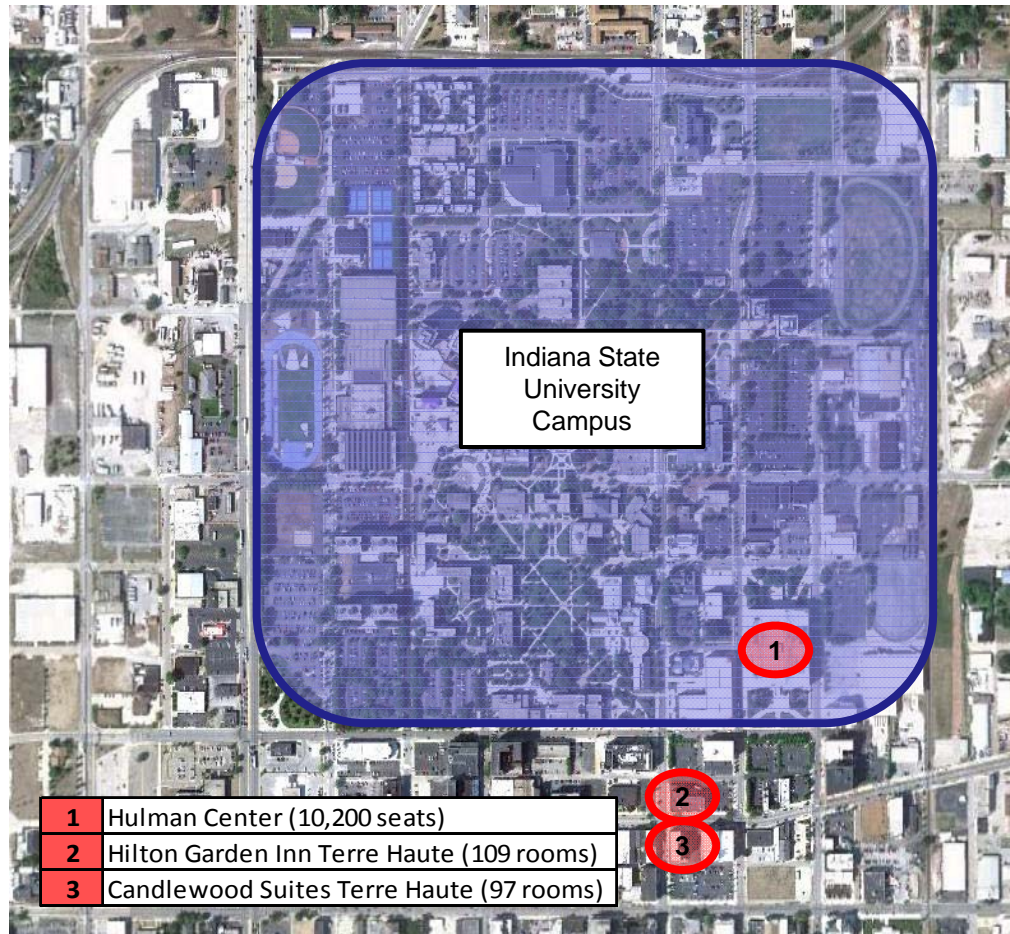 Indiana State
University
Campus
1
2
3
1 Hulman Center (10,200 seats)
2 Hilton Garden Inn Terre Haute (109 rooms)
3 Candlewood Suites Terre Haute (97 rooms)